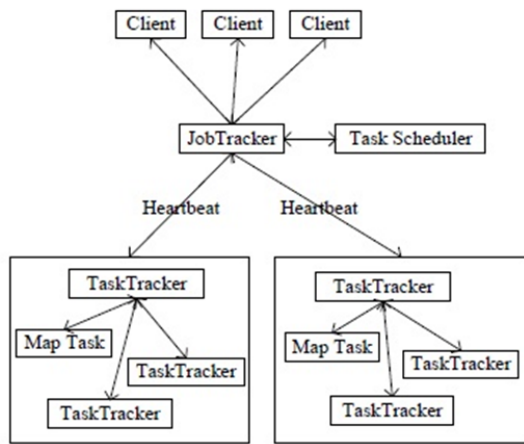 Client
Client
Client
JobTracker
Task Scheduler
Heartbeat
Heartbeat
TaskTracker
Map Task
TaskTracker
TaskTracker
TaskTracker
Map Task
TaskTracker
TaskTracker